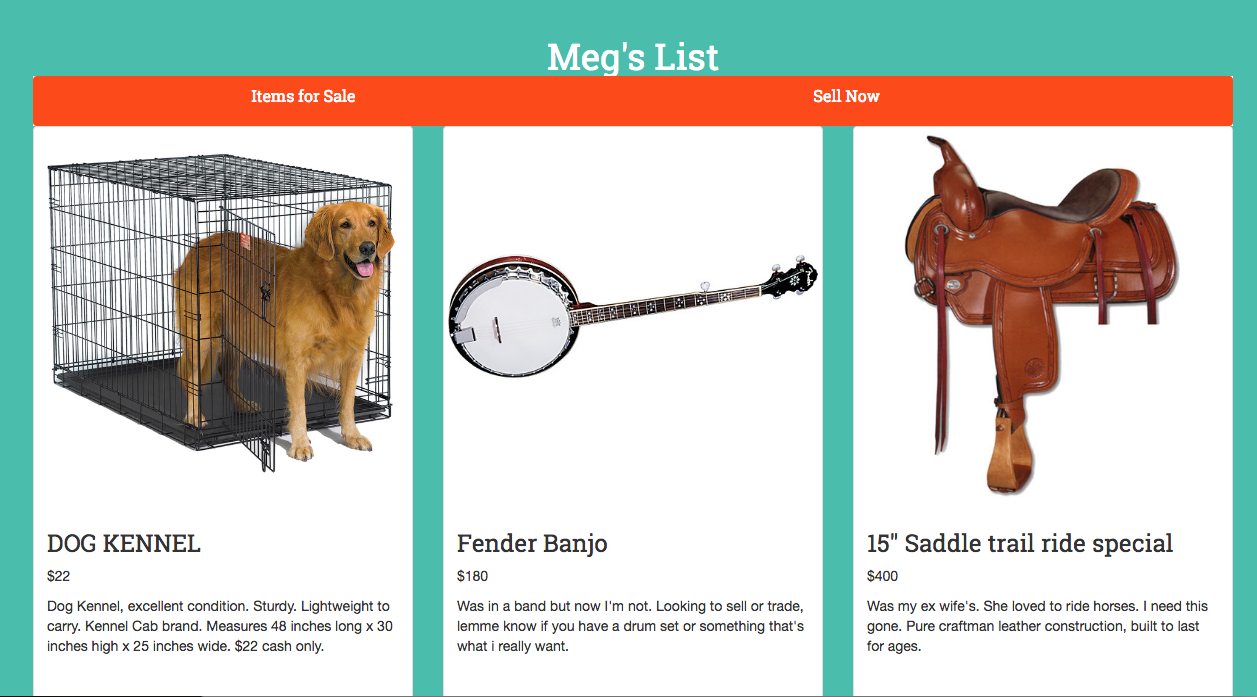 Meg's List
Items for Sale
Sell Now
DOG KENNEL
$22
Dog Kennel, excellent condition. Sturdy. Lightweight to
carry. Kennel Cab brand. Measures 48 inches long x 30
inches high x 25 inches wide. $22 cash only.
Fender Banjo
$180
Was in a band but now I'm not. Looking to sell or trade,
lemme know if you have a drum set or something that's
what i really want.
15" Saddle trail ride special
$400
Was my ex wife's. She loved to ride horses. I need this
gone. Pure craftman leather construction, built to last
for ages.